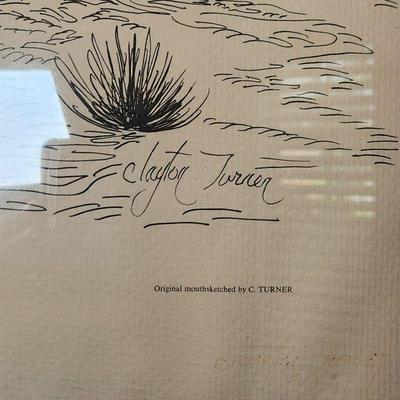 Clayton Turner
Original mouthsketched by C. TURNER